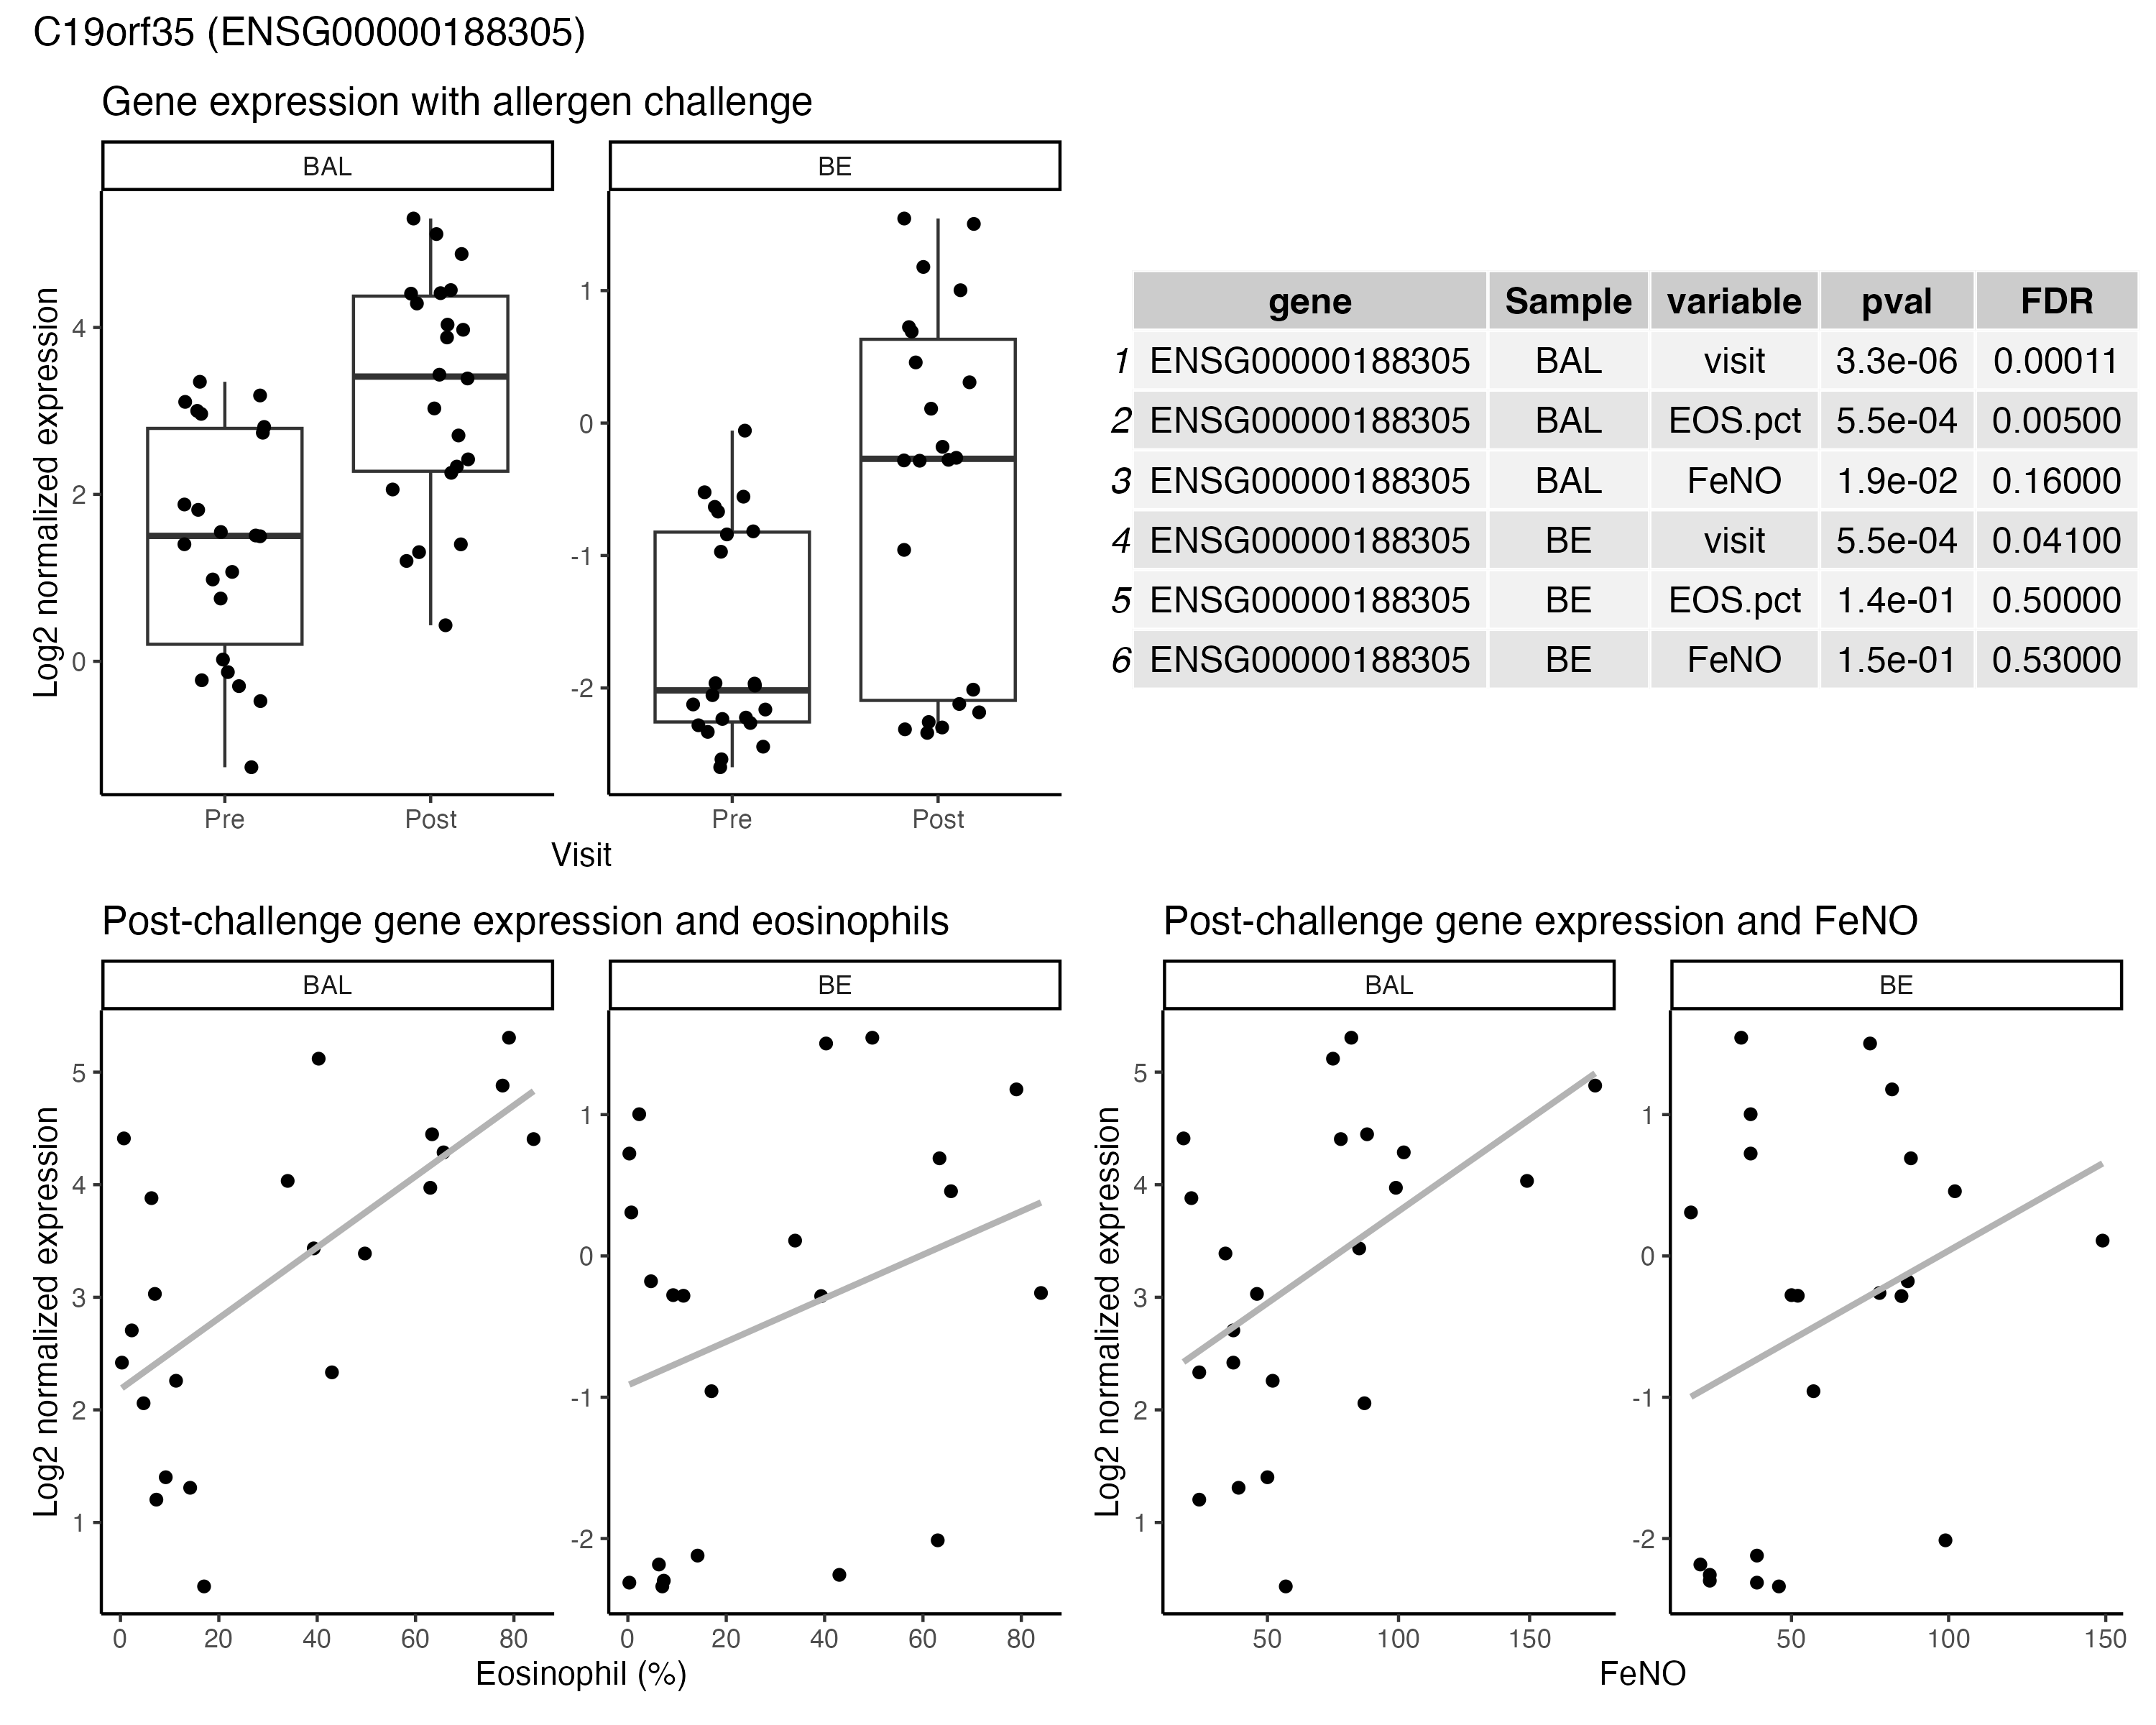 C19orf35 (ENSG00000188305)
Gene expression with allergen challenge
BAL
BE
Log2 normalized expression
4
2
0
1
0
-1
-2
Pre
Post
Pre
Post
Visit
gene Sample variable pval FDR
1 ENSG00000188305 BAL visit 3.3e-06 0.00011
2 ENSG00000188305 BAL EOS.pct 5.5e-04 0.00500
3 ENSG00000188305 BAL FeNO 1.9e-02 0.16000
4 ENSG00000188305 BE visit 5.5e-04 0.04100
5 ENSG00000188305 BE EOS.pct 1.4e-01 0.50000
6 ENSG00000188305 BE FeNO 1.5e-01 0.53000
Post-challenge gene expression and eosinophils
BAL
BE
Log2 normalized expression
5
4
3
2
1
1
0
-1
-2
0 20 40 60 80
0 20 40 60 80
Eosinophil (%)
Post-challenge gene expression and FeNO
BAL
BE
Log2 normalized expression
5
4
3
2
1
1
0
-1
-2
50 100 150
50 100 150
FeNO